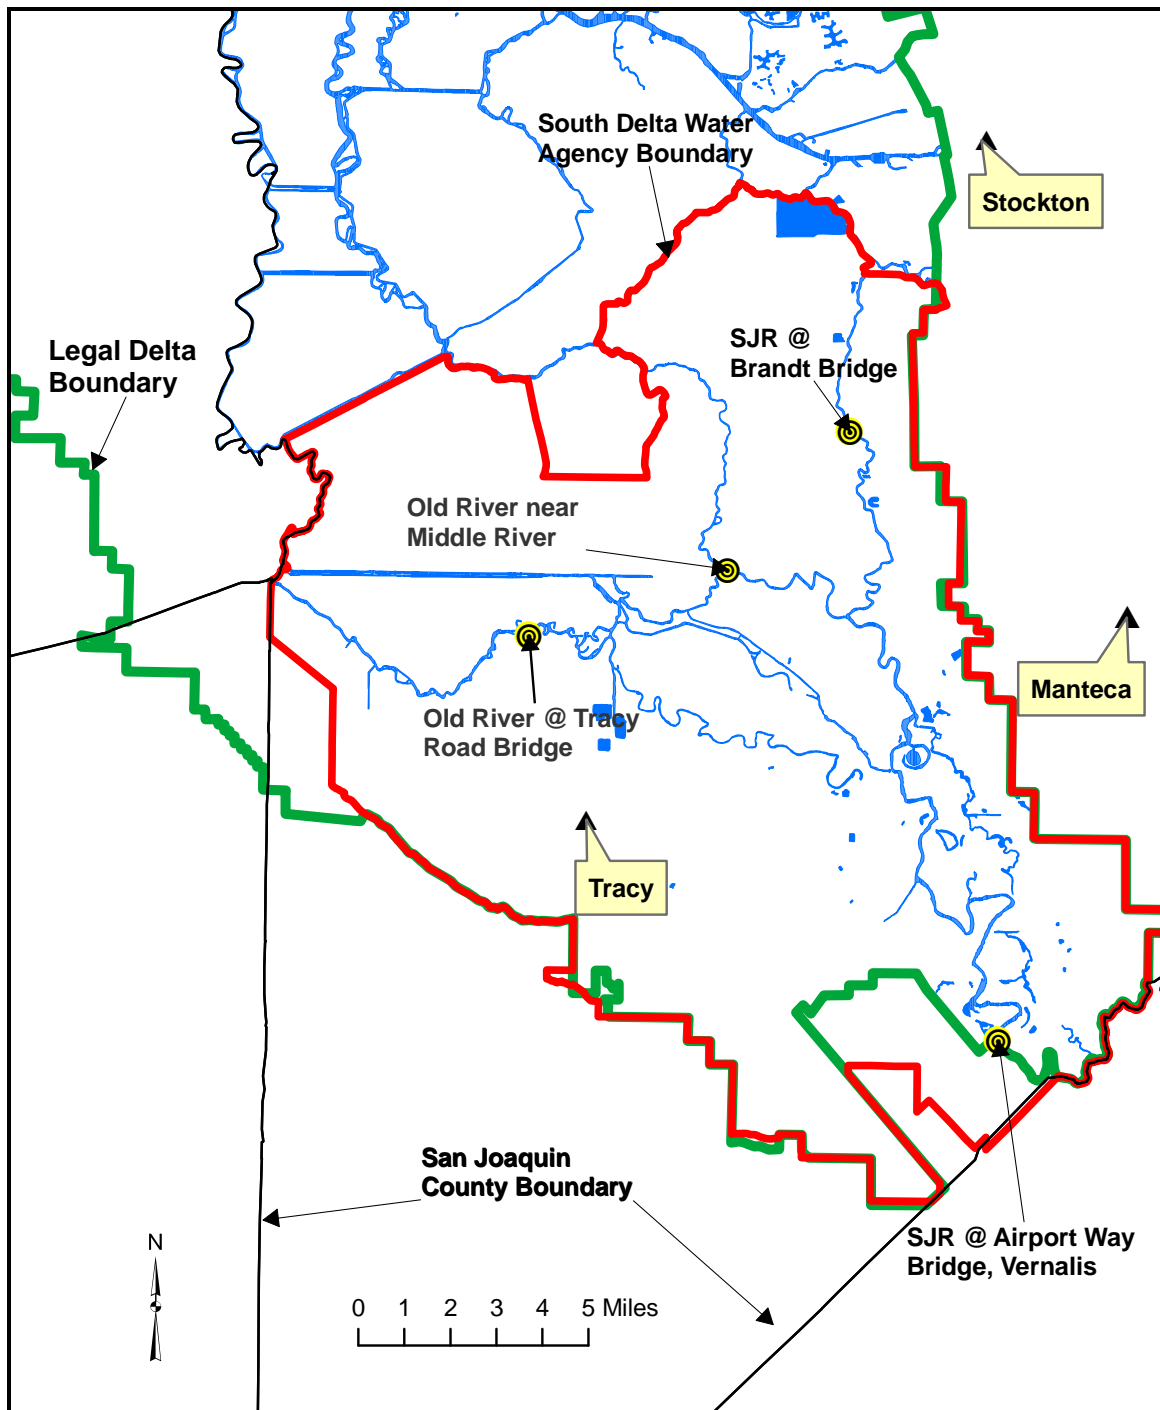 South Delta Water
Agency Boundary
Stockton
Legal Delta
Boundary
SJR @
Brandt Bridge
Old River near
Middle River
Manteca
Old River @ Tracy
Road Bridge
Tracy
San Joaquin
County Boundary
SJR @ Airport Way
Bridge, Vernalis
N
0 1 2 3 4 5 Miles